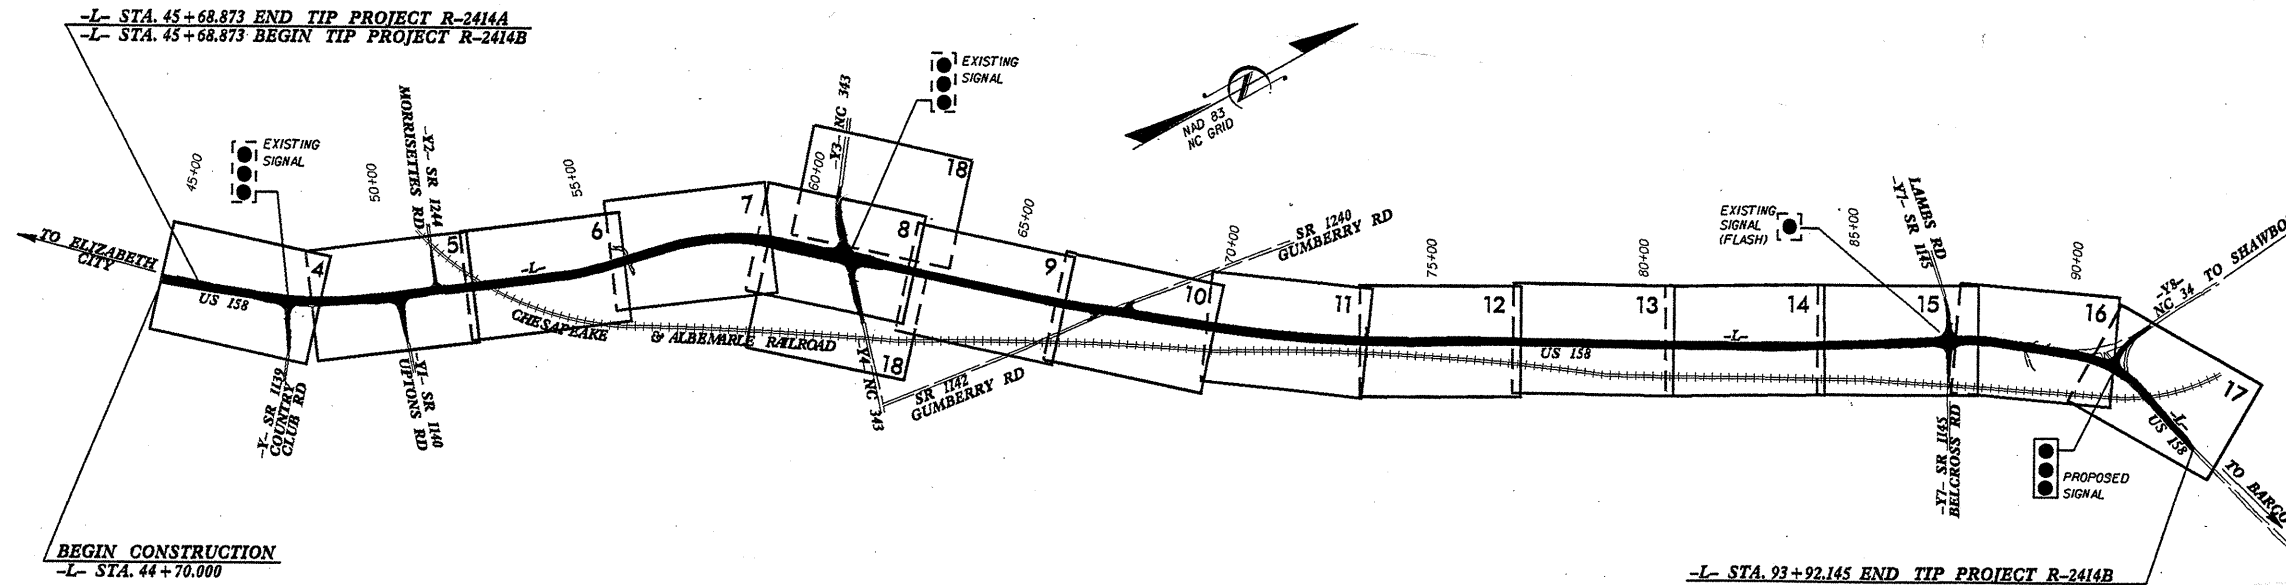 -L- STA. 45+68.873 END TIP PROJECT R-2414A
-L- STA. 45+68.873 BEGIN TIP PROJECT R-2414B
EXISTING
SIGNAL
EXISTING
SIGNAL
NAD 83
NC GRID
45+00
50+00
55+00
60+00
65+00
70+00
75+00
80+00
85+00
90+00
-Y2- SR 1244
MORRISETTES RD
-Y3- NC 343
SR 1240
GUMBERRY RD
EXISTING
SIGNAL
(FLASH)
LAMBS RD
-Y7- SR 1145
-Y8-
NC 34 TO SHAWBO
TO ELIZABETH
CITY
US 158
4
5
-L-
6
7
8
18
9
10
11
12
13
14
15
16
17
18
CHESAPEAKE & ALBEMARLE RAILROAD
US 158
-L-
-L-
US 158
-Y- SR 1139
COUNTRY
CLUB RD
-Y1- SR 1140
UPTONS RD
-Y4- NC 343
SR 1142
GUMBERRY RD
-Y7- SR 1145
BELCROSS RD
PROPOSED
SIGNAL
TO BARCO
BEGIN CONSTRUCTION
-L- STA. 44+70.000
-L- STA. 93+92.145 END TIP PROJECT R-2414B